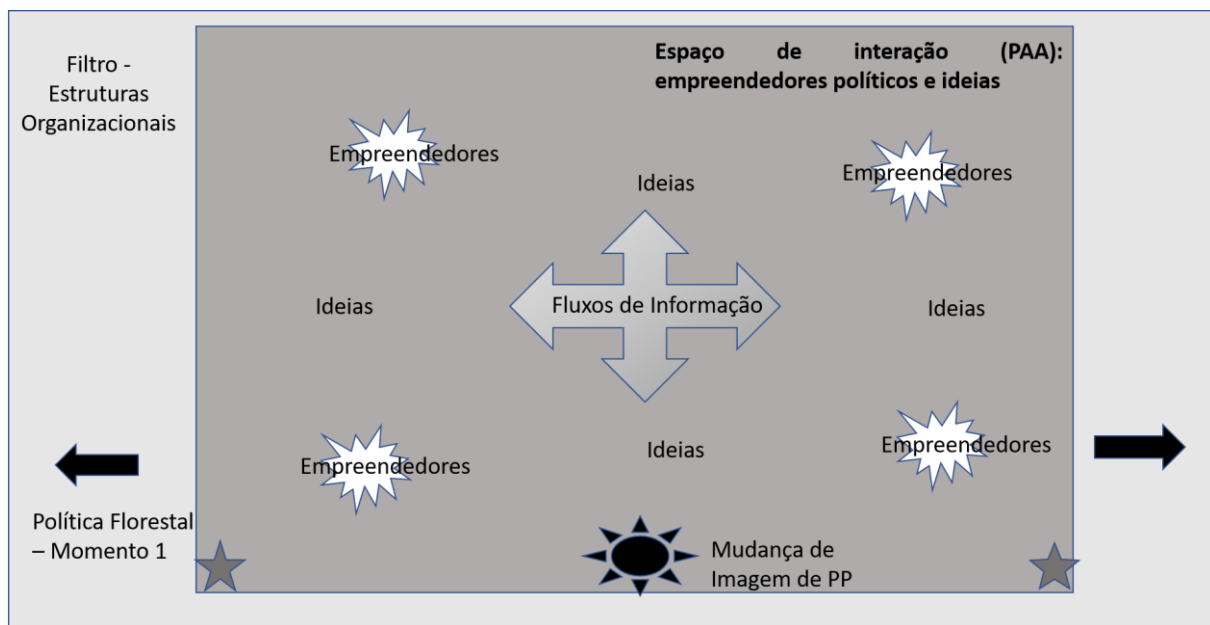 Filtro -
Estruturas
Organizacionais
Espaço de interação (PAA):
empreendedores políticos e ideias
Empreendedores
Empreendedores
Ideias
Ideias
Fluxos de Informação
Ideias
Empreendedores
Ideias
Empreendedores
Política Florestal
– Momento 1
Mudança de
Imagem de PP